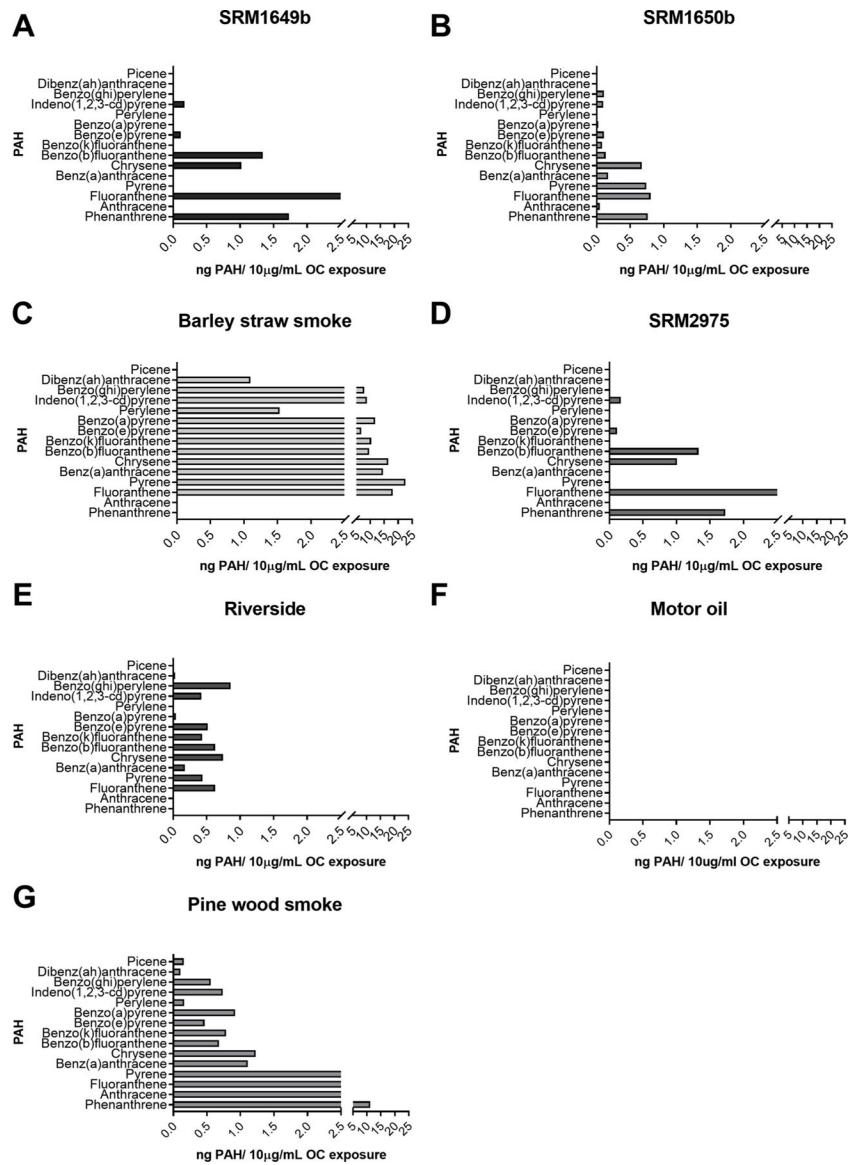 A
SRM1649b
PAH
Picene
Dibenz(ah)anthracene
Benzo(ghi)perylene
Indeno(1,2,3-cd)pyrene
Perylene
Benzo(a)pyrene
Benzo(e)pyrene
Benzo(k)fluoranthene
Benzo(b)fluoranthene
Chrysene
Benz(a)anthracene
Pyrene
Fluoranthene
Anthracene
Phenanthrene
0.0 0.5 1.0 1.5 2.0 2.5 5 10 15 20 25
ng PAH/ 10µg/mL OC exposure
B
SRM1650b
PAH
Picene
Dibenz(ah)anthracene
Benzo(ghi)perylene
Indeno(1,2,3-cd)pyrene
Perylene
Benzo(a)pyrene
Benzo(e)pyrene
Benzo(k)fluoranthene
Benzo(b)fluoranthene
Chrysene
Benz(a)anthracene
Pyrene
Fluoranthene
Anthracene
Phenanthrene
0.0 0.5 1.0 1.5 2.0 2.5 5 10 15 20 25
ng PAH/ 10µg/mL OC exposure
C
Barley straw smoke
PAH
Picene
Dibenz(ah)anthracene
Benzo(ghi)perylene
Indeno(1,2,3-cd)pyrene
Perylene
Benzo(a)pyrene
Benzo(e)pyrene
Benzo(k)fluoranthene
Benzo(b)fluoranthene
Chrysene
Benz(a)anthracene
Pyrene
Fluoranthene
Anthracene
Phenanthrene
0.0 0.5 1.0 1.5 2.0 2.5 5 10 15 20 25
ng PAH/ 10µg/mL OC exposure
D
SRM2975
PAH
Picene
Dibenz(ah)anthracene
Benzo(ghi)perylene
Indeno(1,2,3-cd)pyrene
Perylene
Benzo(a)pyrene
Benzo(e)pyrene
Benzo(k)fluoranthene
Benzo(b)fluoranthene
Chrysene
Benz(a)anthracene
Pyrene
Fluoranthene
Anthracene
Phenanthrene
0.0 0.5 1.0 1.5 2.0 2.5 5 10 15 20 25
ng PAH/ 10µg/mL OC exposure
E
Riverside
PAH
Picene
Dibenz(ah)anthracene
Benzo(ghi)perylene
Indeno(1,2,3-cd)pyrene
Perylene
Benzo(a)pyrene
Benzo(e)pyrene
Benzo(k)fluoranthene
Benzo(b)fluoranthene
Chrysene
Benz(a)anthracene
Pyrene
Fluoranthene
Anthracene
Phenanthrene
0.0 0.5 1.0 1.5 2.0 2.5 5 10 15 20 25
ng PAH/ 10µg/mL OC exposure
F
Motor oil
PAH
Picene
Dibenz(ah)anthracene
Benzo(ghi)perylene
Indeno(1,2,3-cd)pyrene
Perylene
Benzo(a)pyrene
Benzo(e)pyrene
Benzo(k)fluoranthene
Benzo(b)fluoranthene
Chrysene
Benz(a)anthracene
Pyrene
Fluoranthene
Anthracene
Phenanthrene
0.0 0.5 1.0 1.5 2.0 2.5 5 10 15 20 25
ng PAH/ 10ug/ml OC exposure
G
Pine wood smoke
PAH
Picene
Dibenz(ah)anthracene
Benzo(ghi)perylene
Indeno(1,2,3-cd)pyrene
Perylene
Benzo(a)pyrene
Benzo(e)pyrene
Benzo(k)fluoranthene
Benzo(b)fluoranthene
Chrysene
Benz(a)anthracene
Pyrene
Fluoranthene
Anthracene
Phenanthrene
0.0 0.5 1.0 1.5 2.0 2.5 5 10 15 20 25
ng PAH/ 10µg/mL OC exposure